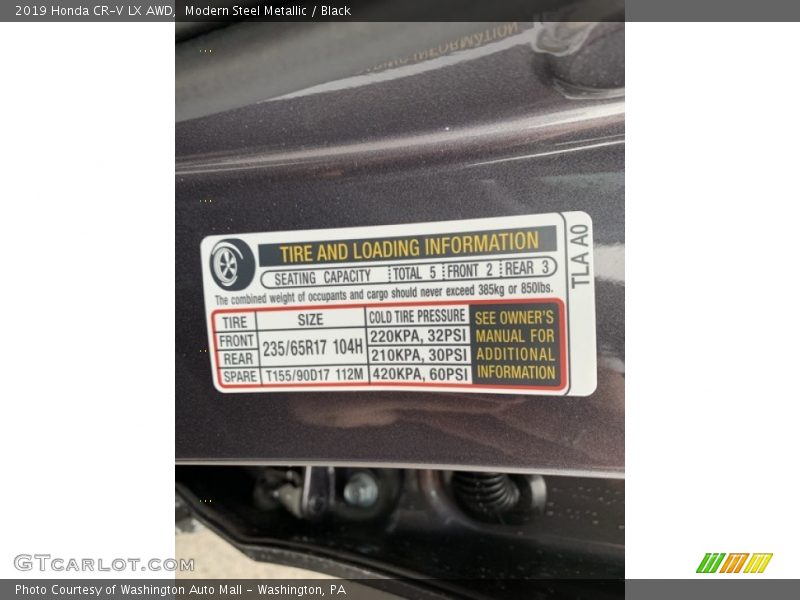 2019 Honda CR-V LX AWD, Modern Steel Metallic / Black
TIRE AND LOADING INFORMATION
SEATING CAPACITY TOTAL 5 FRONT 2 REAR 3
The combined weight of occupants and cargo should never exceed 385kg or 850lbs.
TIRE SIZE COLD TIRE PRESSURE
FRONT 235/65R17 104H 220KPA, 32PSI
REAR 210KPA, 30PSI
SPARE T155/90D17 112M 420KPA, 60PSI
SEE OWNER'S
MANUAL FOR
ADDITIONAL
INFORMATION
TLA A0
GTcarlot.com
Photo Courtesy of Washington Auto Mall - Washington, PA